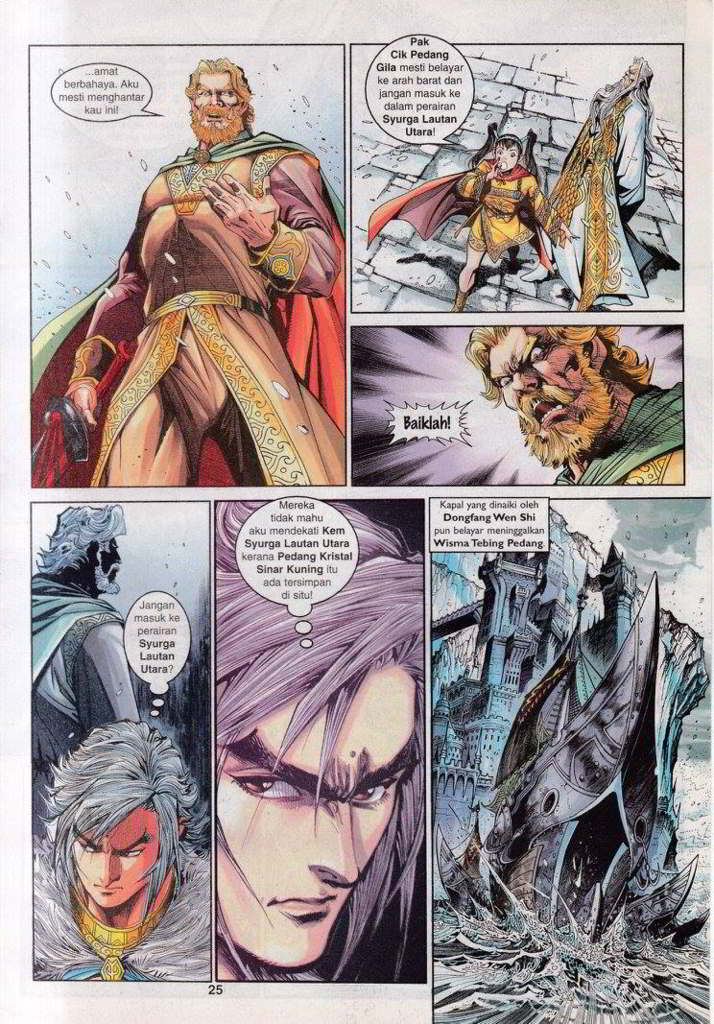 ...amat
berbahaya. Aku
mesti menghantar
kau ini!
Pak
Cik Pedang
Gila mesti belayar
ke arah barat dan
jangan masuk ke
dalam perairan
Syurga Lautan
Utara!
Baiklah!
Jangan
masuk ke
perairan
Syurga
Lautan
Utara?
Mereka
tidak mahu
aku mendekati Kem
Syurga Lautan Utara
kerana Pedang Kristal
Sinar Kuning itu
ada tersimpan
di situ!
Kapal yang dinaiki oleh
Dongfang Wen Shi
pun belayar meninggalkan
Wisma Tebing Pedang.
25